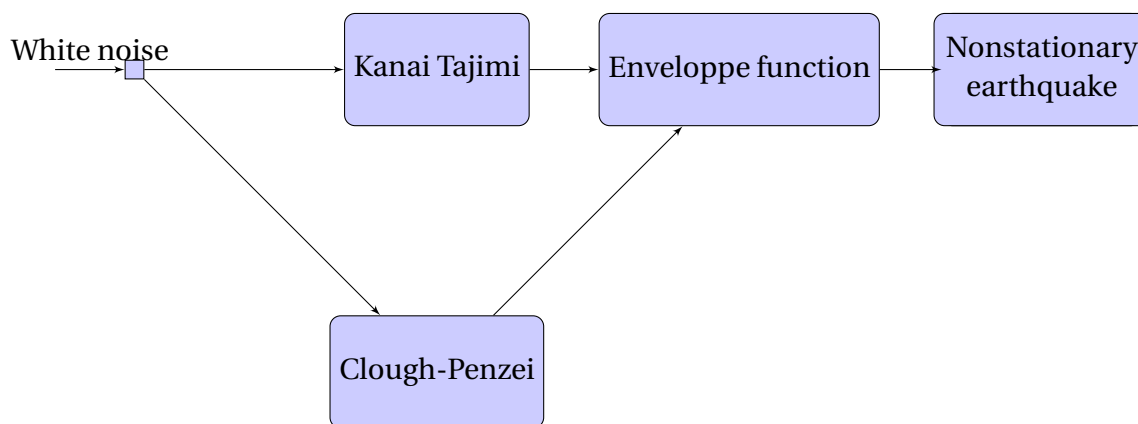 White noise
Kanai Tajimi
Enveloppe function
Nonstationary
earthquake
Clough-Penzei